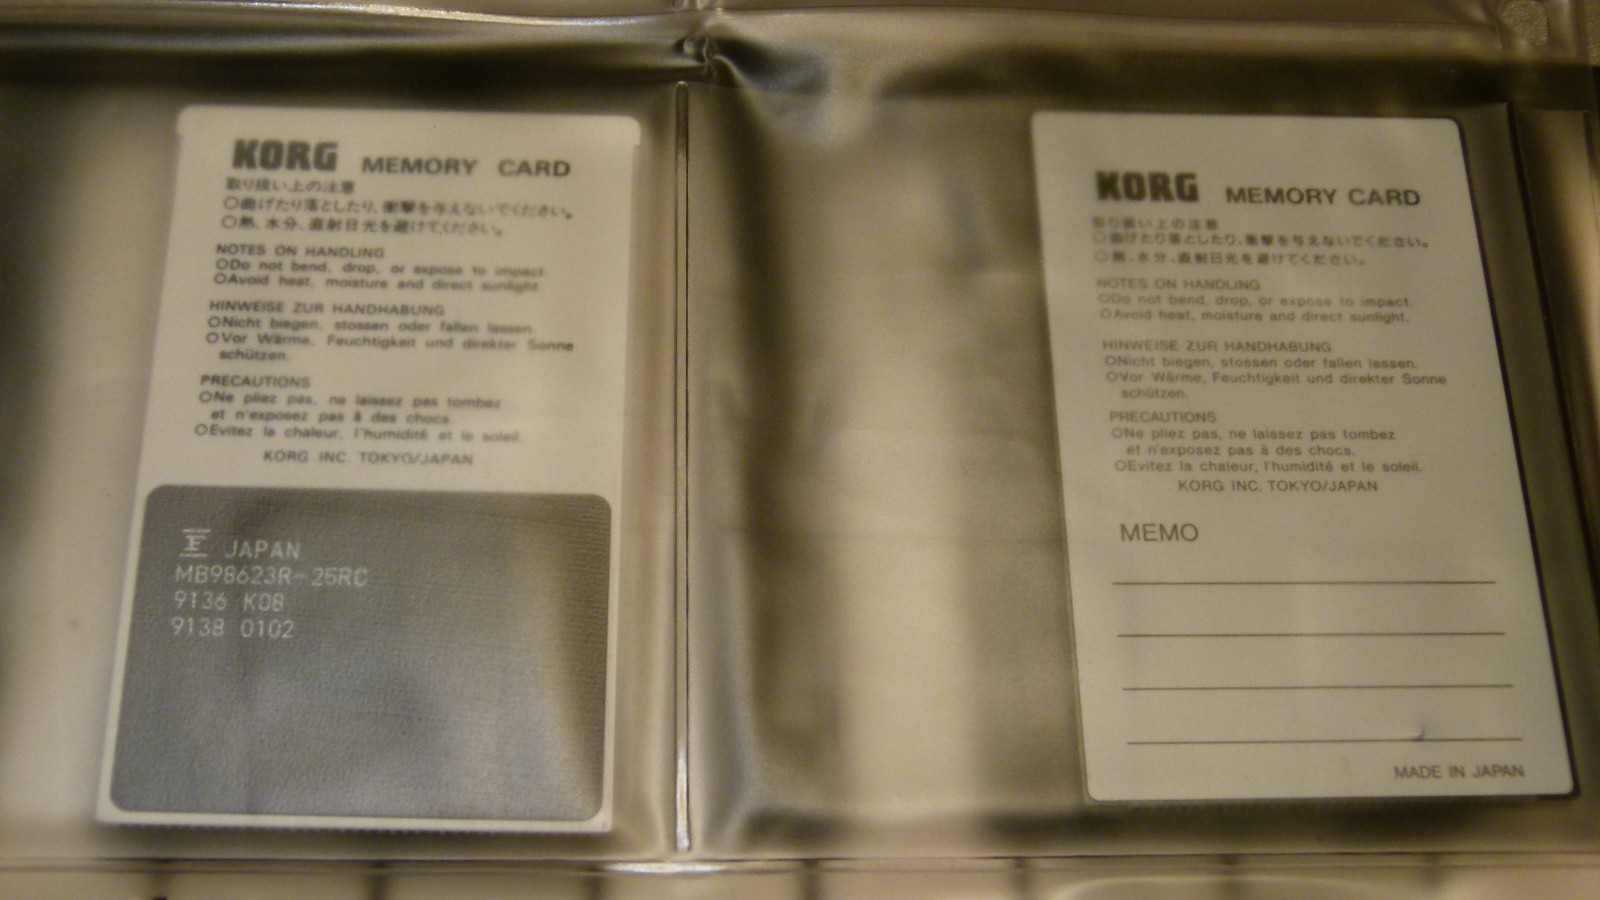 KORG MEMORY CARD
取り扱い上の注意
○曲げたり落としたり、衝撃を与えないでください。
○熱、水分、直射日光を避けてください。
NOTES ON HANDLING
○Do not bend, drop, or expose to impact.
○Avoid heat, moisture and direct sunlight.
HINWEISE ZUR HANDHABUNG
○Nicht biegen, stossen oder fallen lassen.
○Vor Wärme, Feuchtigkeit und direkter Sonne
schützen.
PRECAUTIONS
○Ne pliez pas, ne laissez pas tombez
et n'exposez pas à des chocs.
○Evitez la chaleur, l'humidité et le soleil.
KORG INC. TOKYO/JAPAN
F JAPAN
MB98623R-25RC
9136 K08
9138 0102
KORG MEMORY CARD
取り扱い上の注意
○曲げたり落としたり、衝撃を与えないでください。
○熱、水分、直射日光を避けてください。
NOTES ON HANDLING
○Do not bend, drop, or expose to impact.
○Avoid heat, moisture and direct sunlight.
HINWEISE ZUR HANDHABUNG
○Nicht biegen, stossen oder fallen lassen.
○Vor Wärme, Feuchtigkeit und direkter Sonne
schützen.
PRECAUTIONS
○Ne pliez pas, ne laissez pas tombez
et n'exposez pas à des chocs.
○Evitez la chaleur, l'humidité et le soleil.
KORG INC. TOKYO/JAPAN
MEMO
MADE IN JAPAN